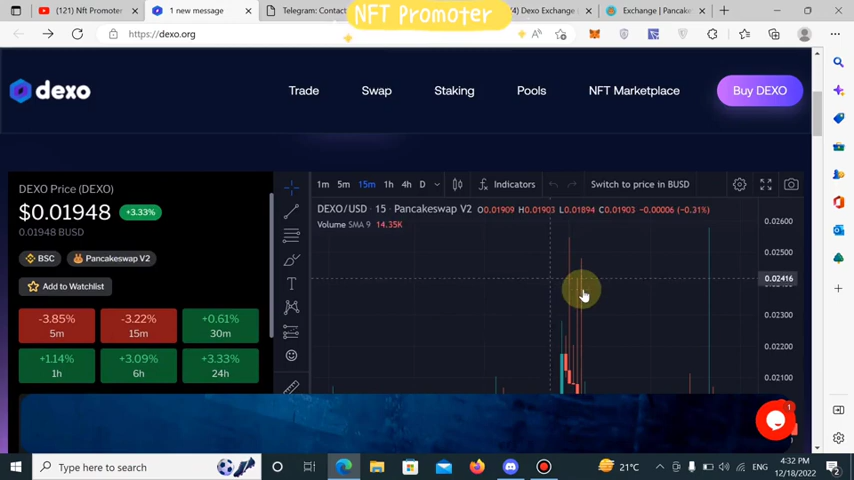 NFT Promoter
(121) Nft Promoter
1 new message
Telegram: Contact
(4) Dexo Exchange
Exchange | Pancake
https://dexo.org
dexo
Trade
Swap
Staking
Pools
NFT Marketplace
Buy DEXO
DEXO Price (DEXO)
$0.01948
+3.33%
0.01948 BUSD
BSC
Pancakeswap V2
Add to Watchlist
-3.85%
5m
-3.22%
15m
+0.61%
30m
+1.14%
1h
+3.09%
6h
+3.33%
24h
1m 5m 15m 1h 4h D
Indicators
Switch to price in BUSD
DEXO/USD · 15 · Pancakeswap V2 O0.01909 H0.01903 L0.01894 C0.01903 -0.00006 (-0.31%)
Volume SMA 9 14.35K
0.02600
0.02500
0.02416
0.02300
0.02200
0.02100
1
Type here to search
21°C
ENG
4:32 PM
12/18/2022
2